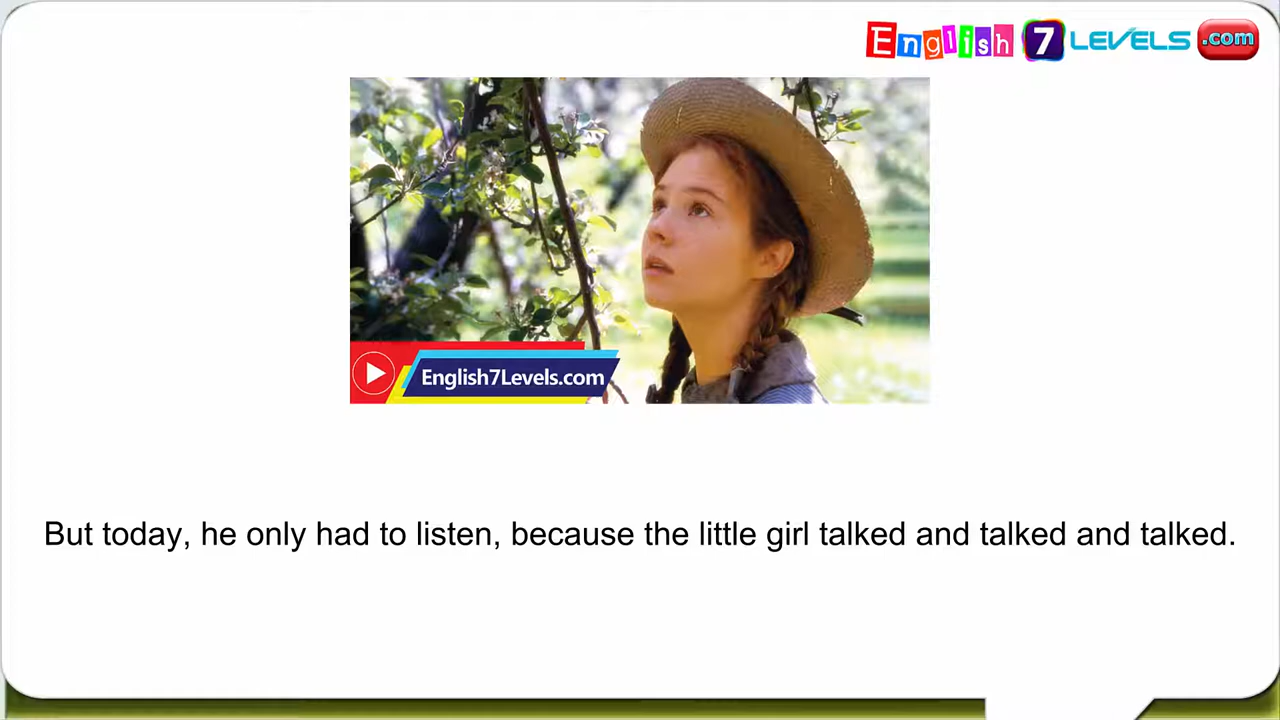 English 7 LEVELS .com
English7Levels.com
But today, he only had to listen, because the little girl talked and talked and talked.